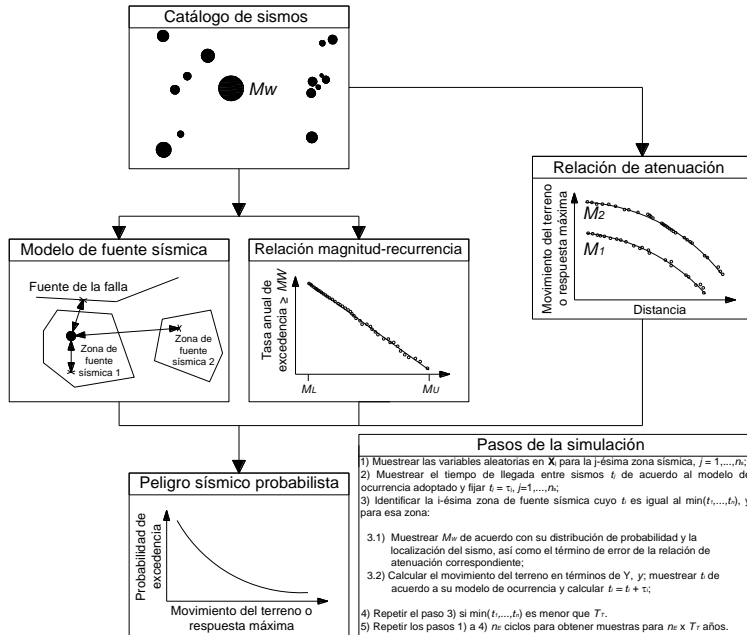 Catálogo de sismos
Mw
Relación de atenuación
Movimiento del terreno
o respuesta máxima
M2
M1
Distancia
Modelo de fuente sísmica
Fuente de la falla
Zona de
fuente
sísmica 1
Zona de
fuente
sísmica 2
Relación magnitud-recurrencia
Tasa anual de
excedencia ≥ MW
ML
MU
Peligro sísmico probabilista
Probabilidad de
excedencia
Movimiento del terreno o
respuesta máxima
Pasos de la simulación
1) Muestrear las variables aleatorias en Xj para la j-ésima zona sísmica, j = 1,...,ns;
2) Muestrear el tiempo de llegada entre sismos tj de acuerdo al modelo de
ocurrencia adoptado y fijar tj = τj, j=1,...,ns;
3) Identificar la i-ésima zona de fuente sísmica cuyo ti es igual al min(t1,...,tn), y
para esa zona:
3.1) Muestrear Mw de acuerdo con su distribución de probabilidad y la
localización del sismo, así como el término de error de la relación de
atenuación correspondiente;
3.2) Calcular el movimiento del terreno en términos de Y, y; muestrear ti de
acuerdo a su modelo de ocurrencia y calcular ti = ti + τi;
4) Repetir el paso 3) si min(t1,...,tn) es menor que TT.
5) Repetir los pasos 1) a 4) nE ciclos para obtener muestras para nE x TT años.